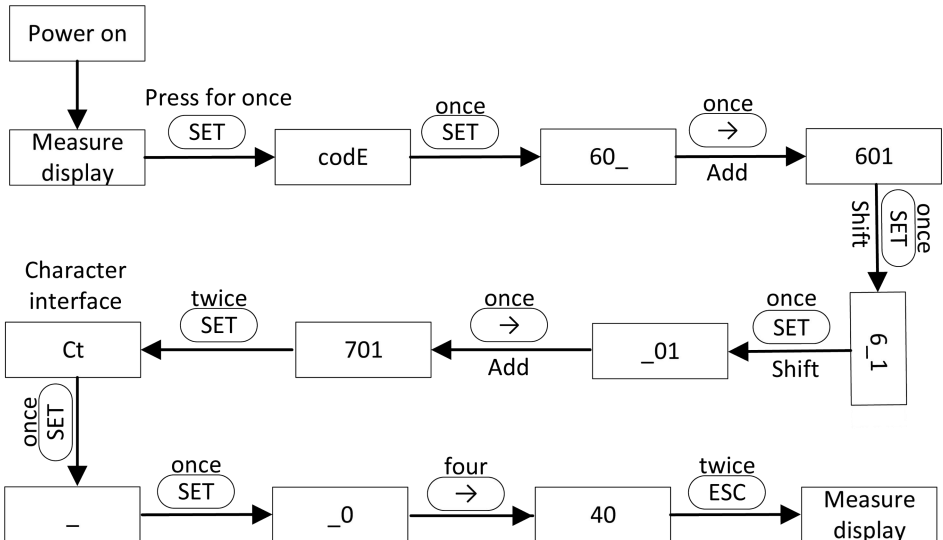 Power on
Press for once
SET
Measure
display
codE
once
SET
60_
once
→
Add
601
once
SET
Shift
6_1
once
SET
Shift
_01
once
→
Add
701
twice
SET
Character
interface
Ct
once
SET
_
once
SET
_0
four
→
40
twice
ESC
Measure
display